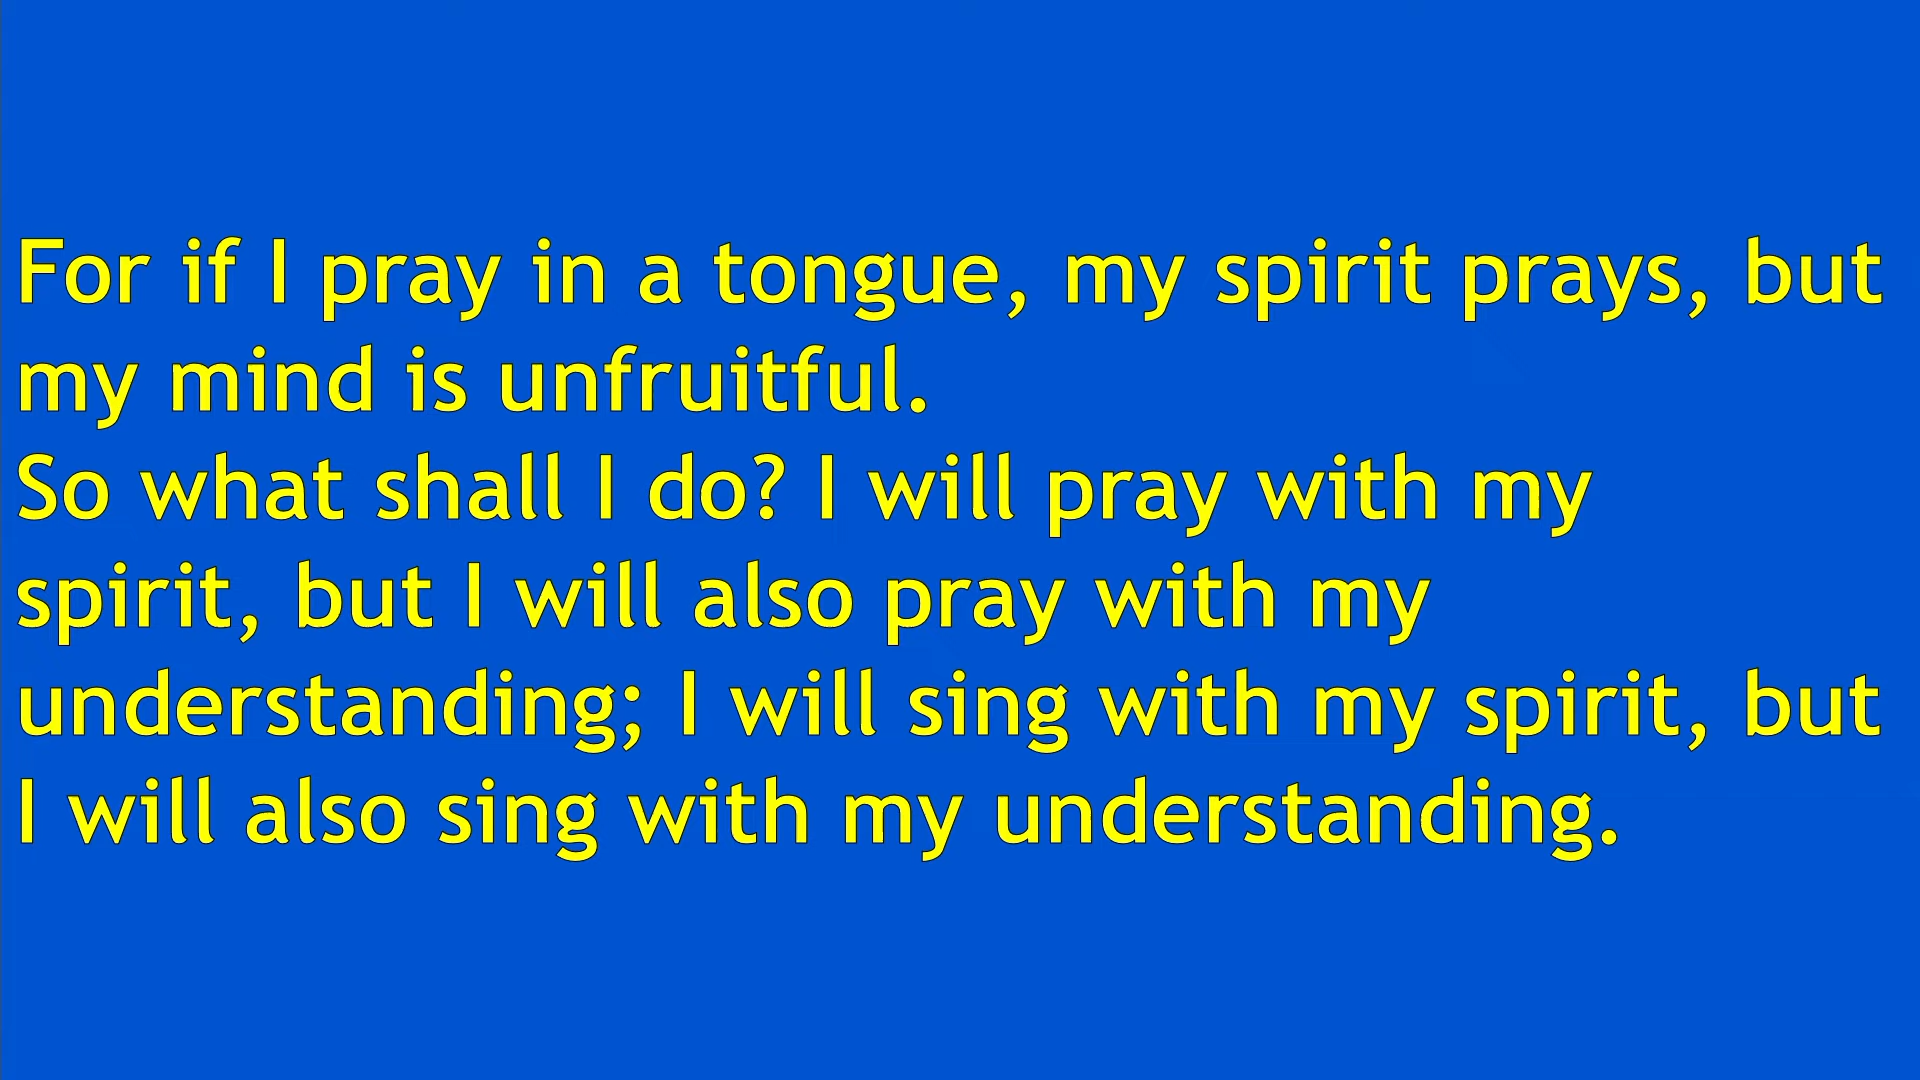 For if I pray in a tongue, my spirit prays, but
my mind is unfruitful.
So what shall I do? I will pray with my
spirit, but I will also pray with my
understanding; I will sing with my spirit, but
I will also sing with my understanding.